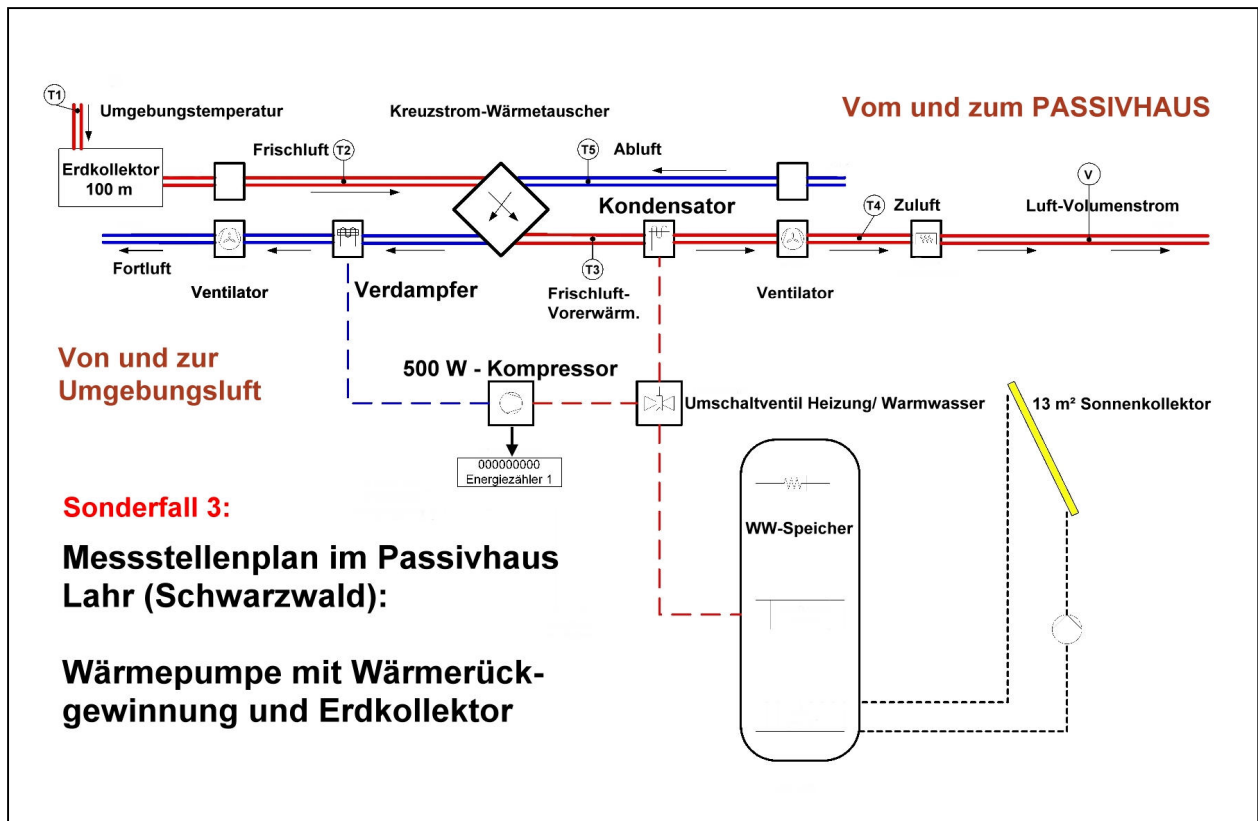 T1
Umgebungstemperatur
Kreuzstrom-Wärmetauscher
Vom und zum PASSIVHAUS
Erdkollektor
100 m
Frischluft
T2
T5
Abluft
Kondensator
T4
Zuluft
V
Luft-Volumenstrom
Fortluft
Ventilator
Verdampfer
T3
Frischluft-
Vorerwärm.
Ventilator
Von und zur
Umgebungsluft
500 W - Kompressor
Umschaltventil Heizung/ Warmwasser
13 m² Sonnenkollektor
000000000
Energiezähler 1
Sonderfall 3:
WW-Speicher
Messstellenplan im Passivhaus
Lahr (Schwarzwald):
Wärmepumpe mit Wärmerück-
gewinnung und Erdkollektor